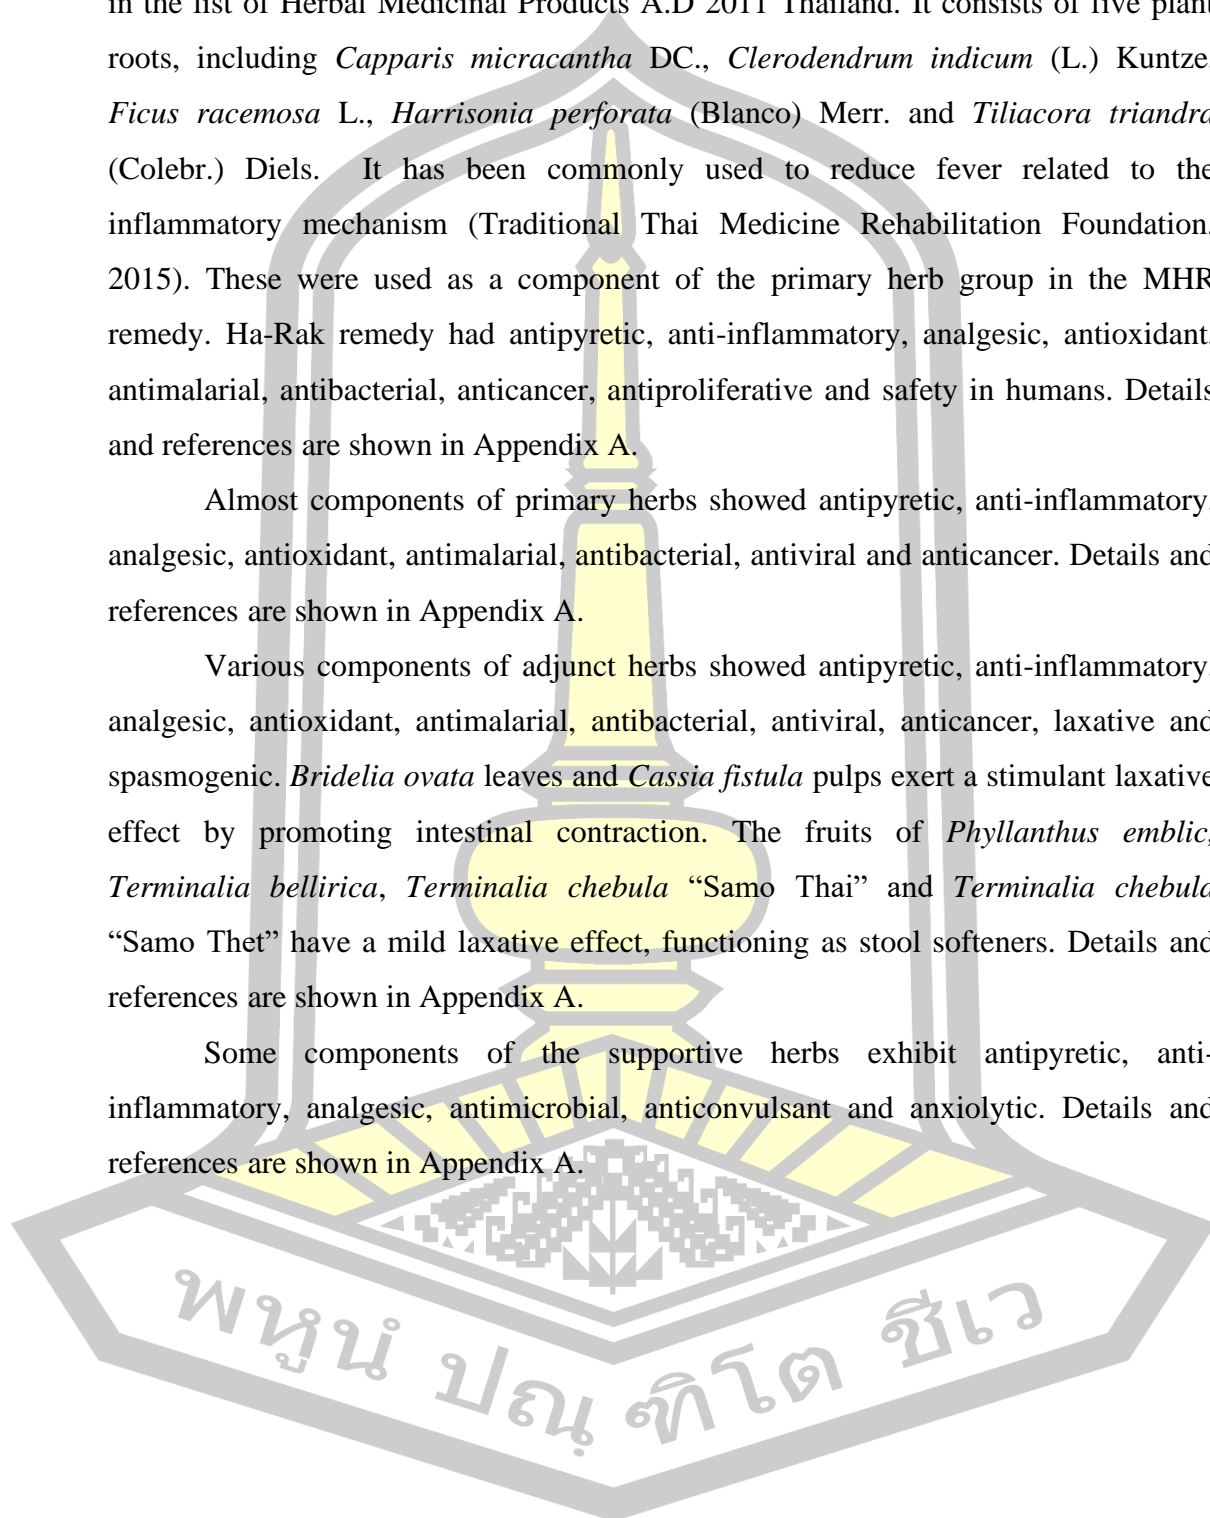 in the list of Herbal Medicinal Products A.D 2011 Thailand. It consists of five plant
roots, including Capparis micracantha DC., Clerodendrum indicum (L.) Kuntze,
Ficus racemosa L., Harrisonia perforata (Blanco) Merr. and Tiliacora triandra
(Colebr.) Diels. It has been commonly used to reduce fever related to the
inflammatory mechanism (Traditional Thai Medicine Rehabilitation Foundation,
2015). These were used as a component of the primary herb group in the MHR
remedy. Ha-Rak remedy had antipyretic, anti-inflammatory, analgesic, antioxidant,
antimalarial, antibacterial, anticancer, antiproliferative and safety in humans. Details
and references are shown in Appendix A.
Almost components of primary herbs showed antipyretic, anti-inflammatory,
analgesic, antioxidant, antimalarial, antibacterial, antiviral and anticancer. Details and
references are shown in Appendix A.
Various components of adjunct herbs showed antipyretic, anti-inflammatory,
analgesic, antioxidant, antimalarial, antibacterial, antiviral, anticancer, laxative and
spasmogenic. Bridelia ovata leaves and Cassia fistula pulps exert a stimulant laxative
effect by promoting intestinal contraction. The fruits of Phyllanthus emblic,
Terminalia bellirica, Terminalia chebula “Samo Thai” and Terminalia chebula
“Samo Thet” have a mild laxative effect, functioning as stool softeners. Details and
references are shown in Appendix A.
Some components of the supportive herbs exhibit antipyretic, anti-
inflammatory, analgesic, antimicrobial, anticonvulsant and anxiolytic. Details and
references are shown in Appendix A.
พหูนํ ปณฺฑิโต ชีเว